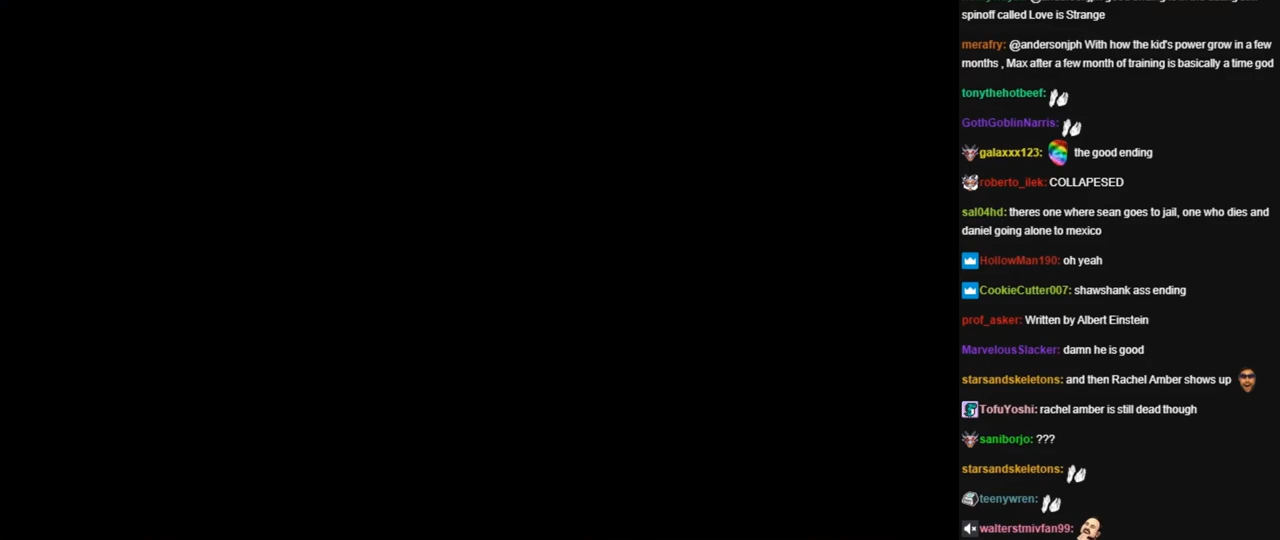 spinoff called Love is Strange
merafry: @andersonjph With how the kid's power grow in a few
months , Max after a few month of training is basically a time god
tonythehotbeef:
GothGoblinNarris:
galaxxx123: the good ending
roberto_ilek: COLLAPESED
sal04hd: theres one where sean goes to jail, one who dies and
daniel going alone to mexico
HollowMan190: oh yeah
CookieCutter007: shawshank ass ending
prof_asker: Written by Albert Einstein
MarvelousSlacker: damn he is good
starsandskeletons: and then Rachel Amber shows up
TofuYoshi: rachel amber is still dead though
saniborjo: ???
starsandskeletons:
teenywren:
walterstmivfan99: